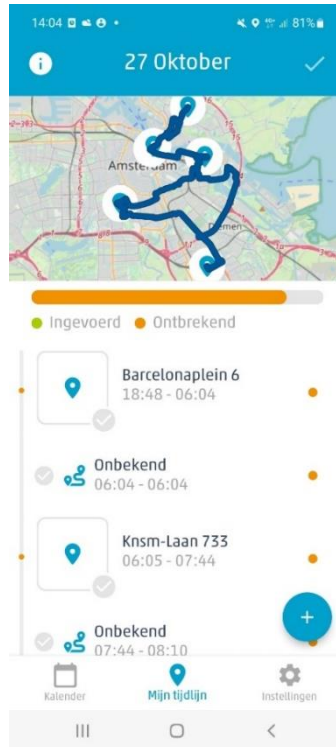 14:04
81%
27 Oktober
Amsterdam
Ingevoerd
Ontbrekend
Barcelonaplein 6
18:48 - 06:04
Onbekend
06:04 - 06:04
Knsm-Laan 733
06:05 - 07:44
Onbekend
07:44 - 08:10
+
Kalender
Mijn tijdlijn
Instellingen